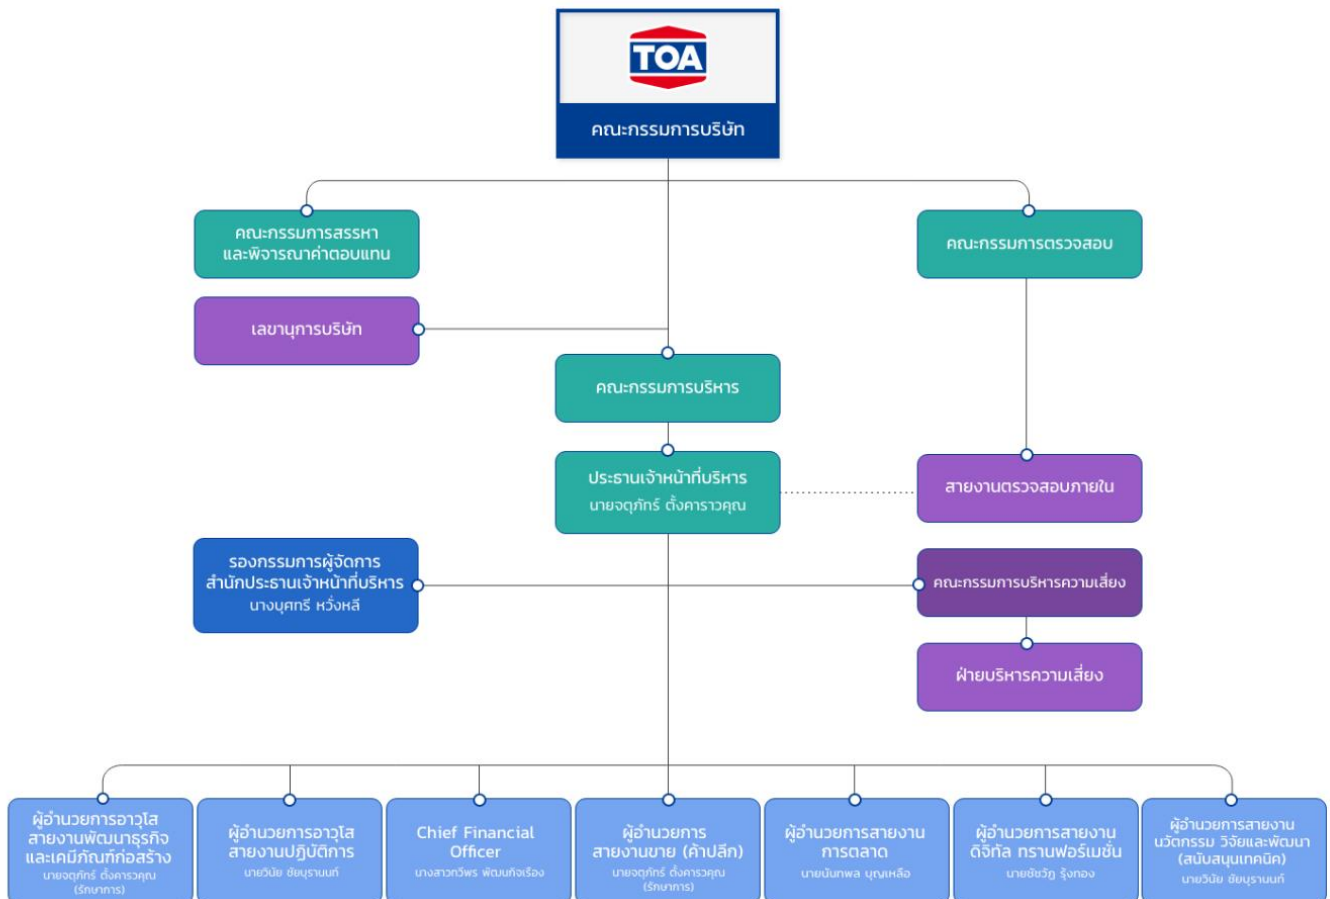 TOA
คณะกรรมการบริษัท
คณะกรรมการสรรหา
และพิจารณาค่าตอบแทน
คณะกรรมการตรวจสอบ
เลขานุการบริษัท
คณะกรรมการบริหาร
ประธานเจ้าหน้าที่บริหาร
นายจตุภัทร์ ตั้งคารวคุณ
สายงานตรวจสอบภายใน
รองกรรมการผู้จัดการ
สำนักประธานเจ้าหน้าที่บริหาร
นางบุศทรี หวั่งหลี
คณะกรรมการบริหารความเสี่ยง
ฝ่ายบริหารความเสี่ยง
ผู้อำนวยการอาวุโส
สายงานพัฒนาธุรกิจ
และเคมีภัณฑ์ก่อสร้าง
นายจตุภัทร์ ตั้งคารวคุณ
(รักษาการ)
ผู้อำนวยการอาวุโส
สายงานปฏิบัติการ
นายวินัย ชัยบุรานนท์
Chief Financial
Officer
นางสาวทวีพร พัฒนกิจเรือง
ผู้อำนวยการ
สายงานขาย (ค้าปลีก)
นายจตุภัทร์ ตั้งคารวคุณ
(รักษาการ)
ผู้อำนวยการสายงาน
การตลาด
นายนันทพล บุญเหลือ
ผู้อำนวยการสายงาน
ดิจิทัล ทรานฟอร์เมชั่น
นายชัชวัฏ รุ้งทอง
ผู้อำนวยการสายงาน
นวัตกรรม วิจัยและพัฒนา
(สนับสนุนเทคนิค)
นายวินัย ชัยบุรานนท์